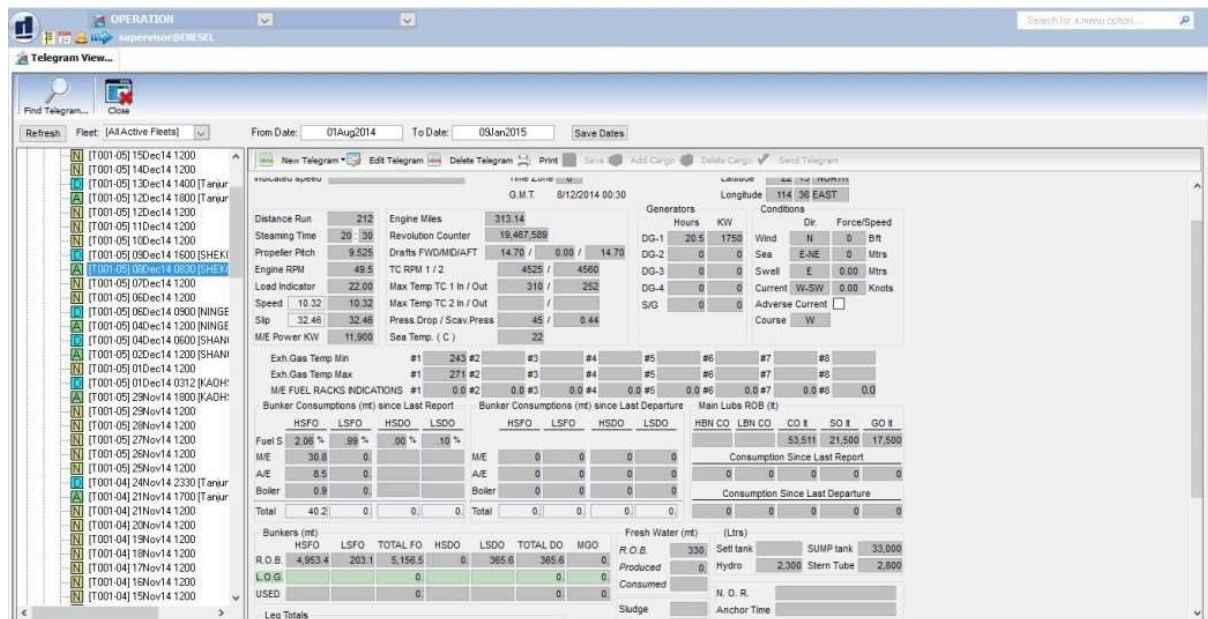 OPERATION
Search for a menu option...
supervisor@EBESEL
Telegram View...
Find Telegram... Close
Refresh Fleet: [All Active Fleets] From Date: 01Aug2014 To Date: 09Jan2015 Save Dates
[T001-05] 15Dec14 1200
[T001-05] 14Dec14 1200
[T001-05] 13Dec14 1400 [Tanjur
[T001-05] 12Dec14 1800 [Tanjur
[T001-05] 12Dec14 1200
[T001-05] 11Dec14 1200
[T001-05] 10Dec14 1200
[T001-05] 09Dec14 1600 [SHEK
[T001-05] 08Dec14 0830 [SHEK
[T001-05] 07Dec14 1200
[T001-05] 06Dec14 1200
[T001-05] 06Dec14 0900 [NINGE
[T001-05] 04Dec14 1200 [NINGE
[T001-05] 04Dec14 0600 [SHAN
[T001-05] 02Dec14 1200 [SHAN
[T001-05] 01Dec14 1200
[T001-05] 01Dec14 0312 [KAOH
[T001-05] 29Nov14 1800 [KAOH
[T001-05] 29Nov14 1200
[T001-05] 28Nov14 1200
[T001-05] 27Nov14 1200
[T001-05] 26Nov14 1200
[T001-05] 25Nov14 1200
[T001-04] 24Nov14 2330 [Tanjur
[T001-04] 21Nov14 1700 [Tanjur
[T001-04] 21Nov14 1200
[T001-04] 20Nov14 1200
[T001-04] 19Nov14 1200
[T001-04] 18Nov14 1200
[T001-04] 17Nov14 1200
[T001-04] 16Nov14 1200
[T001-04] 15Nov14 1200
New Telegram Edit Telegram Delete Telegram Print Save Add Cargo Delete Cargo Send Telegram
Indicated Speed Time Zone 8 Latitude 22 15 NORTH
G.M.T. 8/12/2014 00:30 Longitude 114 36 EAST
Generators Conditions
Hours KW Dir. Force/Speed
Distance Run 212 Engine Miles 313.14
Steaming Time 20 : 30 Revolution Counter 19,467,589 DG-1 20.5 1750 Wind N 0 Bft
Propeller Pitch 9.525 Drafts FWD/MID/AFT 14.70 / 0.00 / 14.70 DG-2 0 0 Sea E-NE 0 Mtrs
Engine RPM 49.5 TC RPM 1 / 2 4525 / 4560 DG-3 0 0 Swell E 0.00 Mtrs
Load Indicator 22.00 Max Temp TC 1 In / Out 310 / 252 DG-4 0 0 Current W-SW 0.00 Knots
Speed 10.32 10.32 Max Temp TC 2 In / Out / S/G 0 0 Adverse Current
Slip 32.46 32.46 Press.Drop / Scav.Press 45 / 0.44 Course W
M/E Power KW 11,900 Sea Temp. ( C ) 22
Exh.Gas Temp Min #1 243 #2 #3 #4 #5 #6 #7 #8
Exh.Gas Temp Max #1 271 #2 #3 #4 #5 #6 #7 #8
M/E FUEL RACKS INDICATIONS #1 0.0 #2 0.0 #3 0.0 #4 0.0 #5 0.0 #6 0.0 #7 0.0 #8 0.0
Bunker Consumptions (mt) since Last Report Bunker Consumptions (mt) since Last Departure Main Lubs ROB (lt)
HSFO LSFO HSDO LSDO HSFO LSFO HSDO LSDO HBN CO LBN CO CO lt SO lt GO lt
Fuel S 2.06 % .99 % .00 % .10 % 53,511 21,500 17,500
M/E 30.8 0. M/E 0 0 0 0 Consumption Since Last Report
A/E 8.5 0. A/E 0 0 0 0 0 0 0 0 0
Boiler 0.9 0. Boiler 0 0 0 0 Consumption Since Last Departure
Total 40.2 0. 0. 0. Total 0. 0. 0. 0. 0 0 0 0 0
Bunkers (mt) Fresh Water (mt) (Ltrs)
HSFO LSFO TOTAL FO HSDO LSDO TOTAL DO MGO R.O.B. 330. Setl tank SUMP tank 33,000
R.O.B. 4,953.4 203.1 5,156.5 0. 365.6 365.6 0. Produced 0. Hydro 2,300 Stern Tube 2,800
L.O.G. 0. 0. 0. Consumed
USED 0. 0. 0. N. O. R.
Sludge Anchor Time
Leg Totals